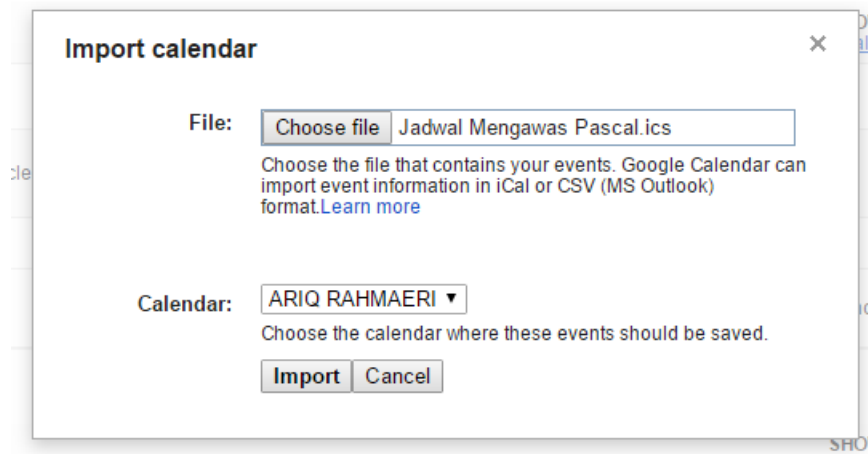 Import calendar ×
File: Choose file Jadwal Mengawas Pascal.ics
Choose the file that contains your events. Google Calendar can
import event information in iCal or CSV (MS Outlook)
format.Learn more
Calendar: ARIQ RAHMAERI ▼
Choose the calendar where these events should be saved.
Import Cancel
SHO